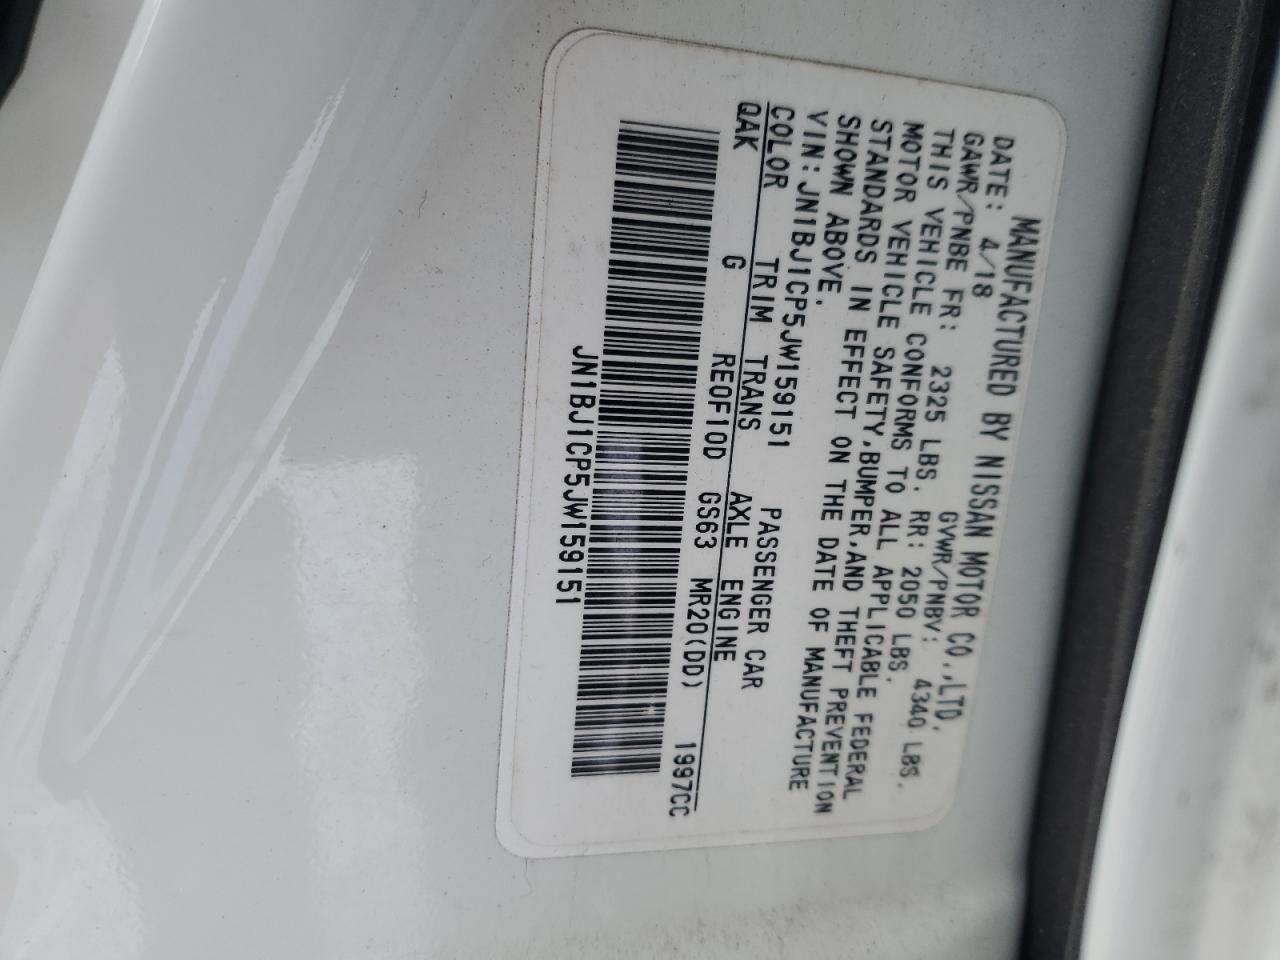 MANUFACTURED BY NISSAN MOTOR CO.,LTD.
DATE: 4/18 GVWR/PNBV: 4340 LBS.
GAWR/PNBE FR: 2325 LBS. RR: 2050 LBS.
THIS VEHICLE CONFORMS TO ALL APPLICABLE FEDERAL
MOTOR VEHICLE SAFETY,BUMPER,AND THEFT PREVENTION
STANDARDS IN EFFECT ON THE DATE OF MANUFACTURE
SHOWN ABOVE.
VIN: JN1BJ1CP5JW159151 PASSENGER CAR
COLOR TRIM TRANS AXLE ENGINE
QAK G RE0F10D GS63 MR20(DD) 1997CC
JN1BJ1CP5JW159151